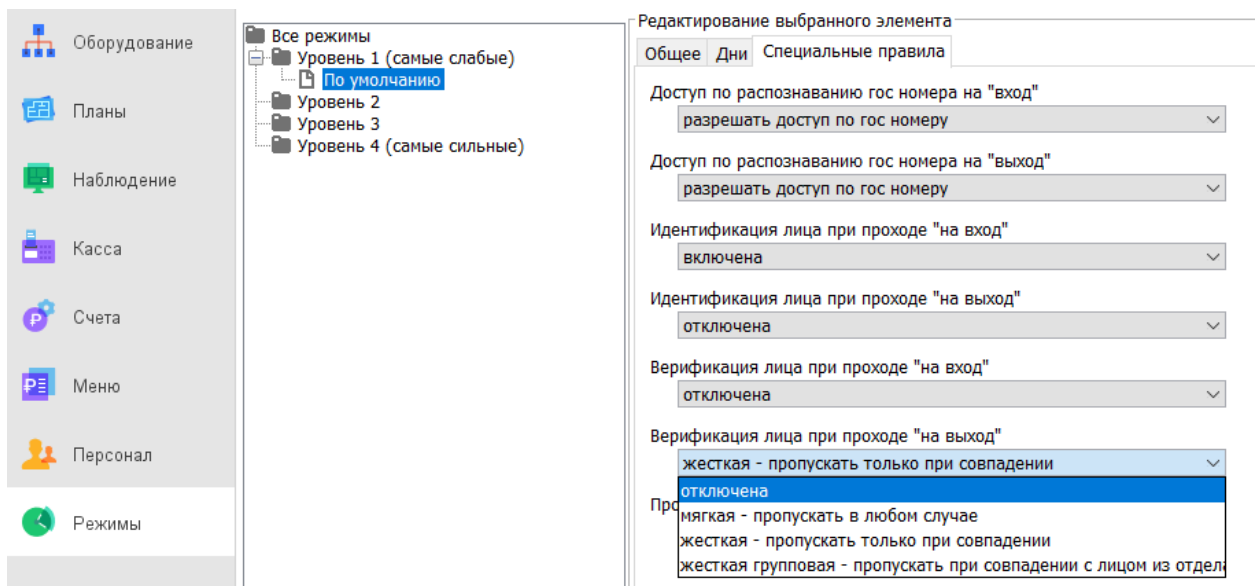 Оборудование
Планы
Наблюдение
Касса
Счета
Меню
Персонал
Режимы
Все режимы
Уровень 1 (самые слабые)
По умолчанию
Уровень 2
Уровень 3
Уровень 4 (самые сильные)
Редактирование выбранного элемента
Общее Дни Специальные правила
Доступ по распознаванию гос номера на "вход"
разрешать доступ по гос номеру
Доступ по распознаванию гос номера на "выход"
разрешать доступ по гос номеру
Идентификация лица при проходе "на вход"
включена
Идентификация лица при проходе "на выход"
отключена
Верификация лица при проходе "на вход"
отключена
Верификация лица при проходе "на выход"
жесткая - пропускать только при совпадении
отключена
мягкая - пропускать в любом случае
жесткая - пропускать только при совпадении
жесткая групповая - пропускать при совпадении с лицом из